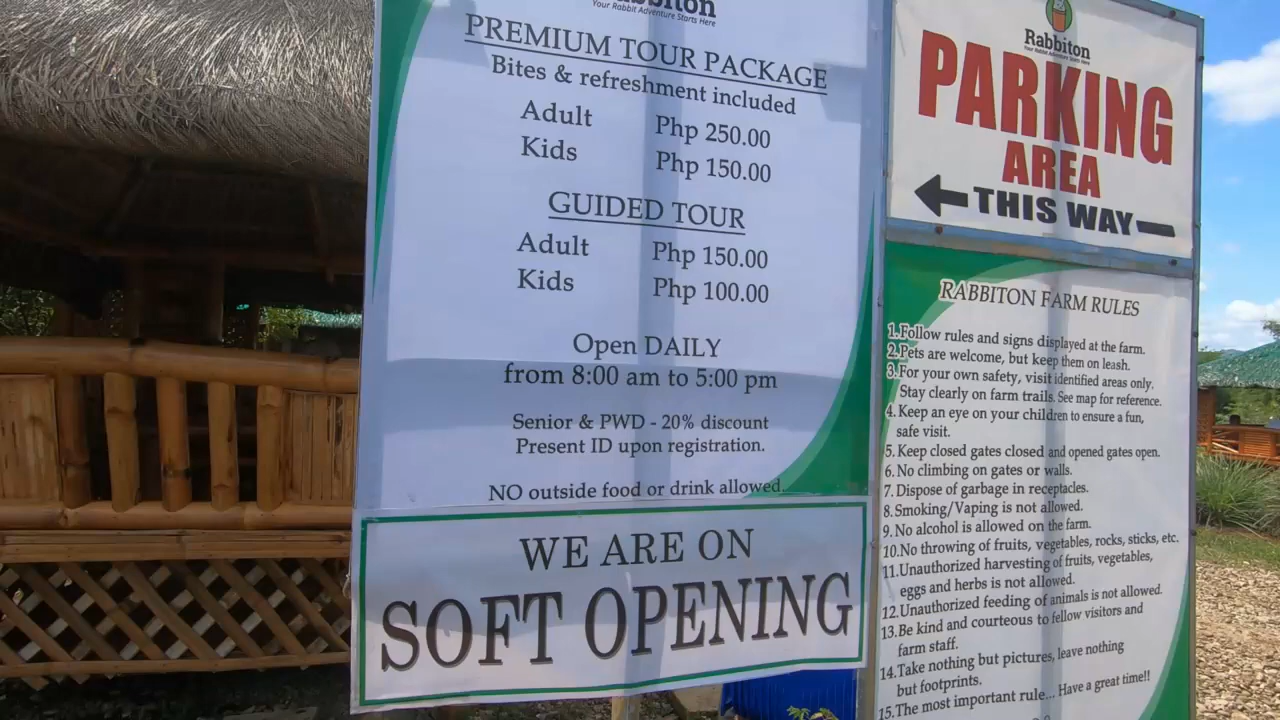 Rabbiton
Your Rabbit Adventure Starts Here
PREMIUM TOUR PACKAGE
Bites & refreshment included
Adult Php 250.00
Kids Php 150.00
GUIDED TOUR
Adult Php 150.00
Kids Php 100.00
Open DAILY
from 8:00 am to 5:00 pm
Senior & PWD - 20% discount
Present ID upon registration.
NO outside food or drink allowed.
WE ARE ON
SOFT OPENING
Rabbiton
Your Rabbit Adventure Starts Here
PARKING
AREA
THIS WAY
RABBITON FARM RULES
1.Follow rules and signs displayed at the farm.
2.Pets are welcome, but keep them on leash.
3.For your own safety, visit identified areas only.
Stay clearly on farm trails. See map for reference.
4.Keep an eye on your children to ensure a fun,
safe visit.
5.Keep closed gates closed and opened gates open.
6.No climbing on gates or walls.
7.Dispose of garbage in receptacles.
8.Smoking/Vaping is not allowed.
9.No alcohol is allowed on the farm.
10.No throwing of fruits, vegetables, rocks, sticks, etc.
11.Unauthorized harvesting of fruits, vegetables,
eggs and herbs is not allowed.
12.Unauthorized feeding of animals is not allowed.
13.Be kind and courteous to fellow visitors and
farm staff.
14.Take nothing but pictures, leave nothing
but footprints.
15.The most important rule... Have a great time!!